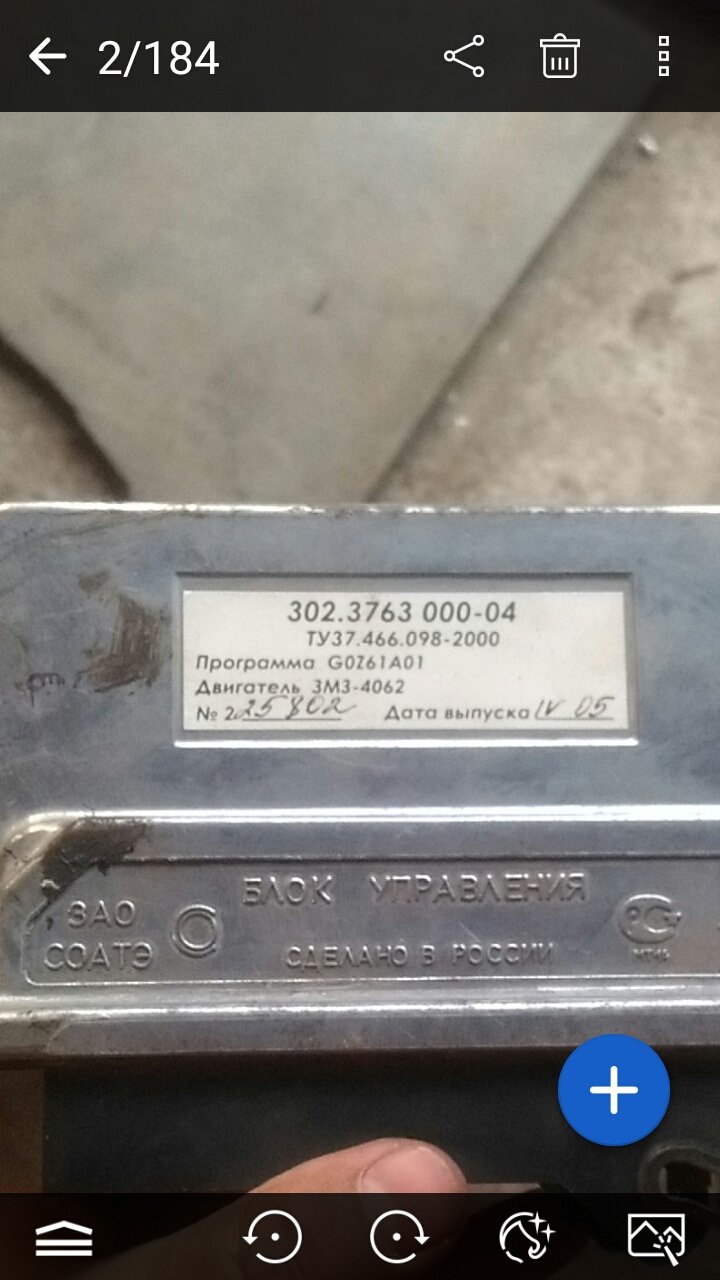 2/184
302.3763 000-04
ТУ37.466.098-2000
Программа G0Z61A01
Двигатель ЗМЗ-4062
№ 225802 Дата выпуска IV 05
БЛОК УПРАВЛЕНИЯ
ЗАО
СОАТЭ
СДЕЛАНО В РОССИИ